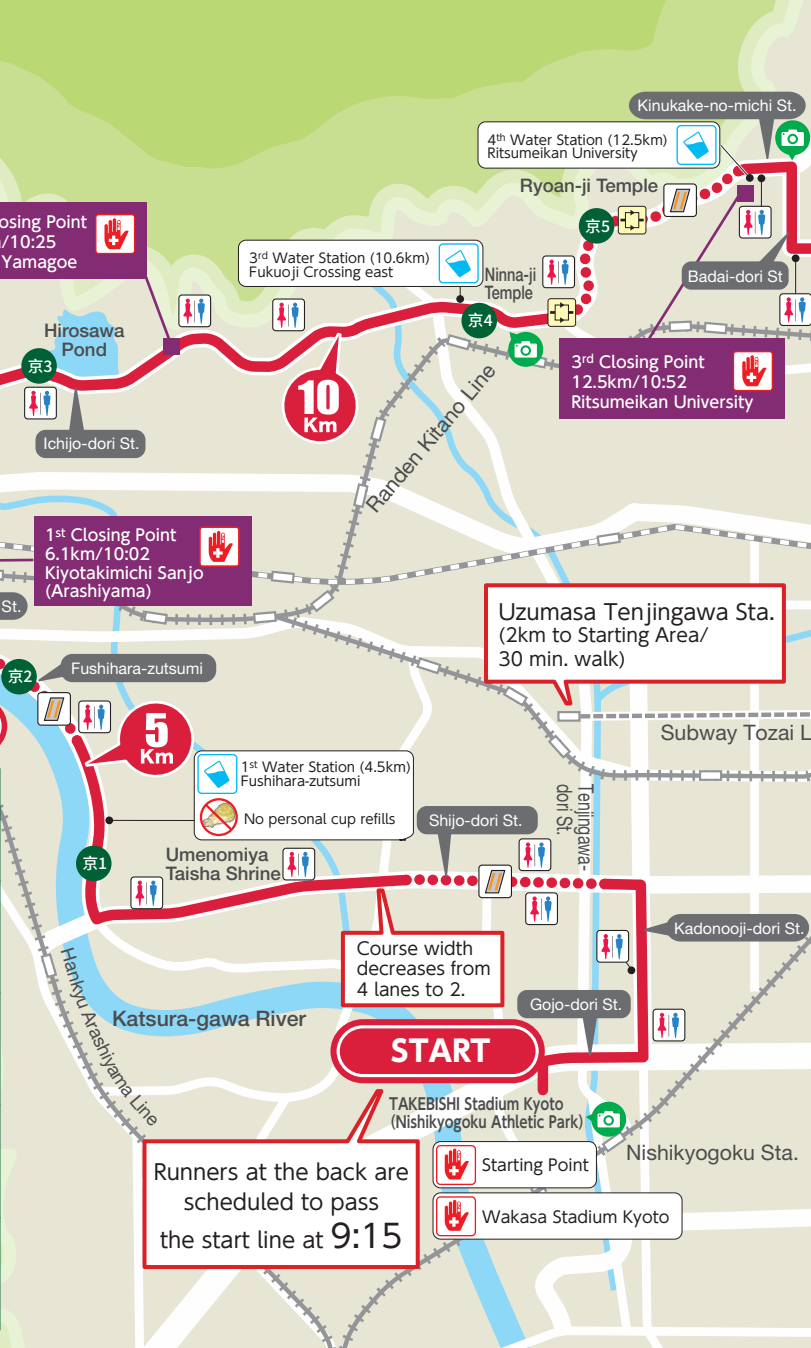 Kinukake-no-michi St.
4th Water Station (12.5km)
Ritsumeikan University
Ryoan-ji Temple
京5
Badai-dori St
osing Point
/10:25
Yamagoe
3rd Water Station (10.6km)
Fukuoji Crossing east
Ninna-ji
Temple
京4
Hirosawa
Pond
京3
Ichijo-dori St.
10
Km
3rd Closing Point
12.5km/10:52
Ritsumeikan University
Randen Kitano Line
1st Closing Point
6.1km/10:02
Kiyotakimichi Sanjo
(Arashiyama)
St.
Uzumasa Tenjingawa Sta.
(2km to Starting Area/
30 min. walk)
京2
Fushihara-zutsumi
5
Km
Subway Tozai L
1st Water Station (4.5km)
Fushihara-zutsumi
No personal cup refills
Tenjingawa-
dori St.
Shijo-dori St.
京1
Umenomiya
Taisha Shrine
Kadonooji-dori St.
Course width
decreases from
4 lanes to 2.
Hankyu Arashiyama Line
Katsura-gawa River
Gojo-dori St.
START
TAKEBISHI Stadium Kyoto
(Nishikyogoku Athletic Park)
Nishikyogoku Sta.
Starting Point
Wakasa Stadium Kyoto
Runners at the back are
scheduled to pass
the start line at 9:15